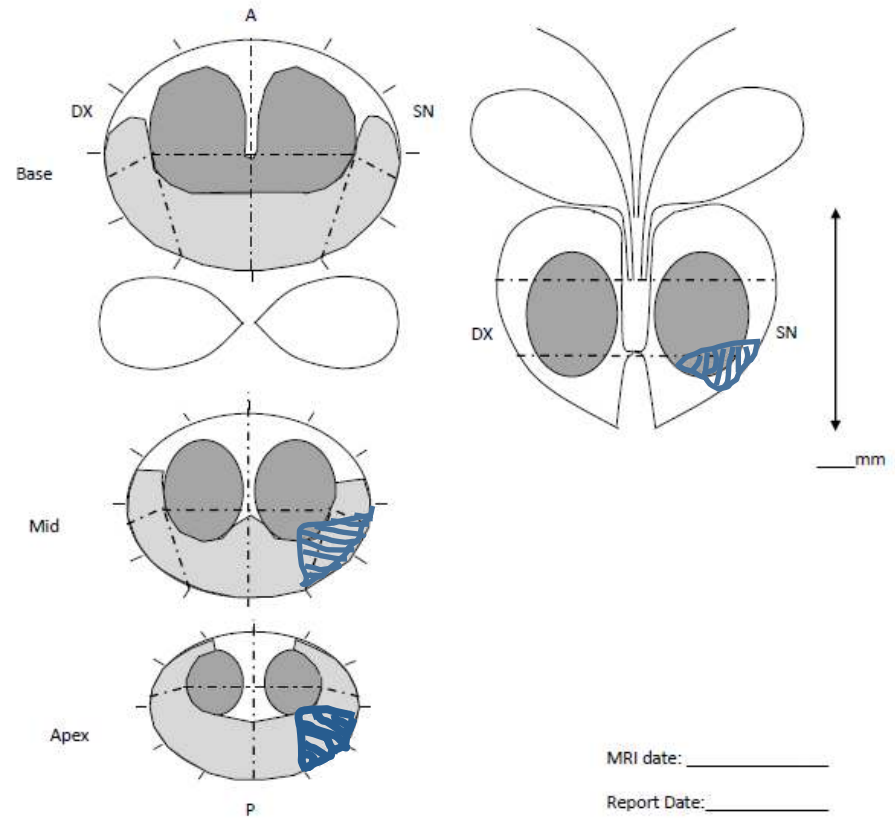 A
DX
SN
Base
DX
SN
____mm
Mid
Apex
MRI date: ______________
P
Report Date:____________